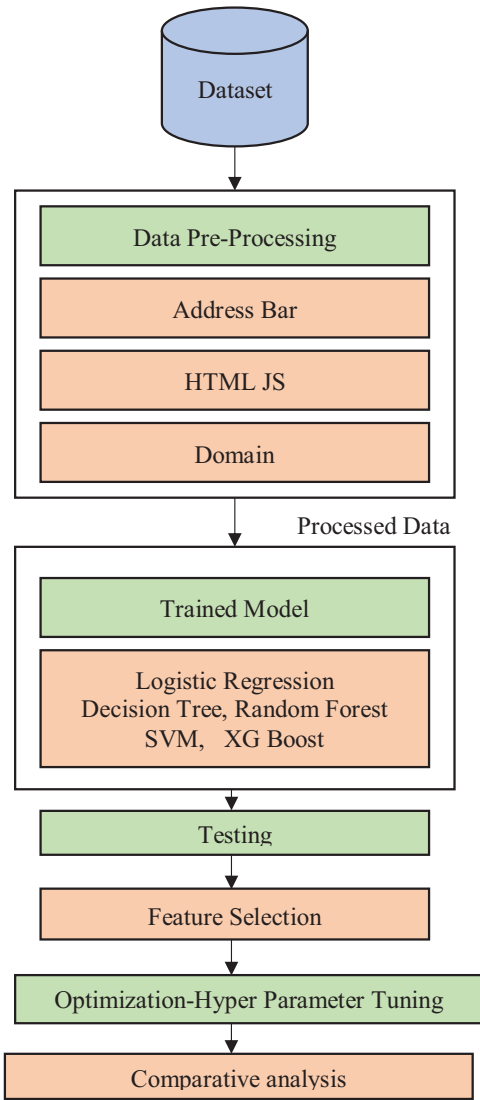 Dataset
Data Pre-Processing
Address Bar
HTML JS
Domain
Processed Data
Trained Model
Logistic Regression
Decision Tree, Random Forest
SVM, XG Boost
Testing
Feature Selection
Optimization-Hyper Parameter Tuning
Comparative analysis